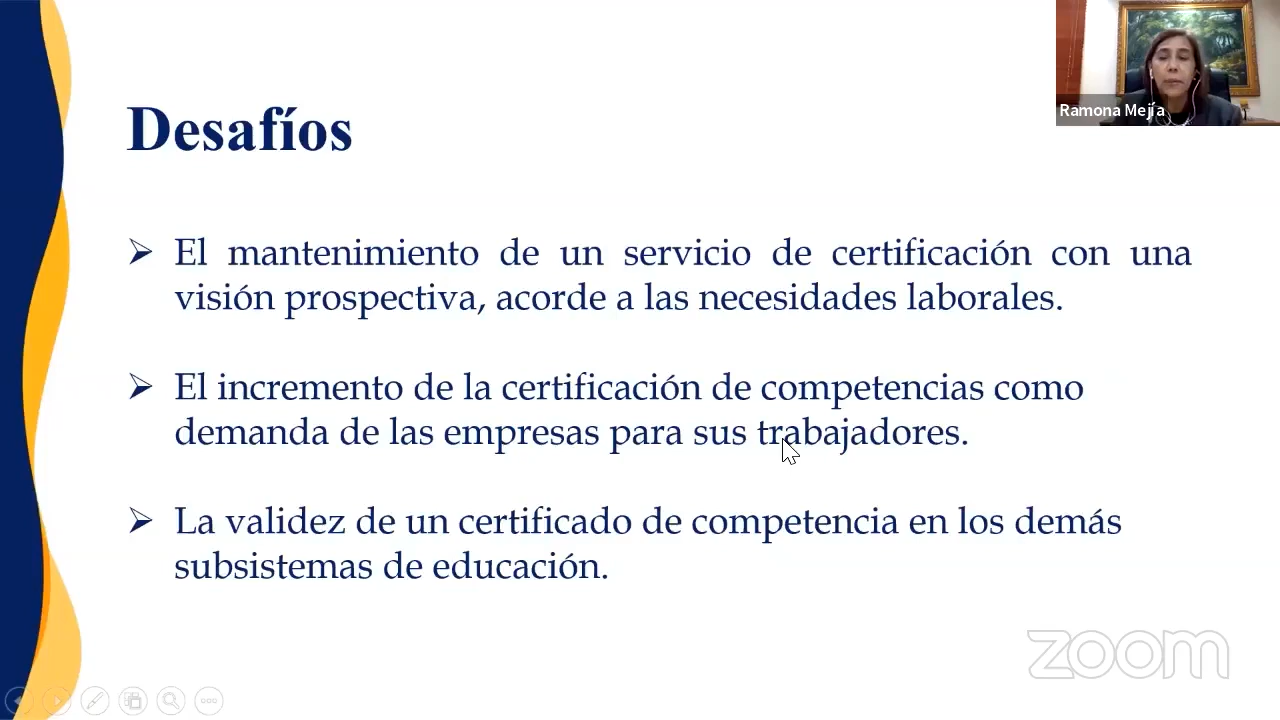 Ramona Mejía
Desafíos
El mantenimiento de un servicio de certificación con una
visión prospectiva, acorde a las necesidades laborales.
El incremento de la certificación de competencias como
demanda de las empresas para sus trabajadores.
La validez de un certificado de competencia en los demás
subsistemas de educación.
zoom